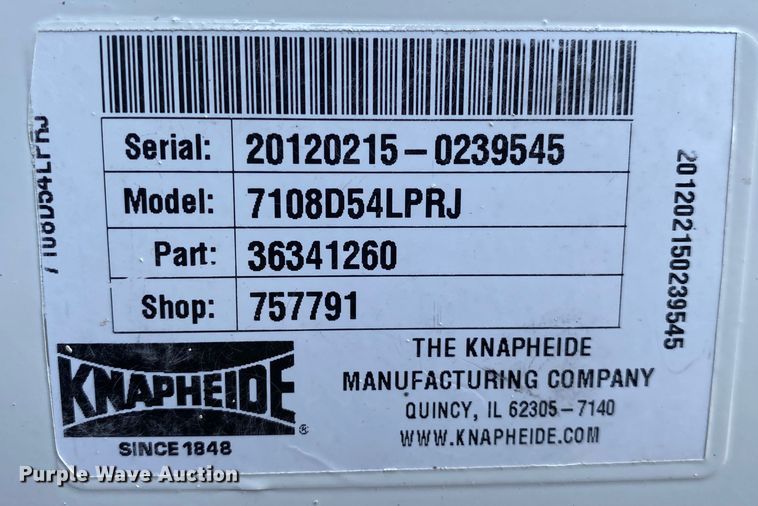 Serial: 20120215-0239545
Model: 7108D54LPRJ
Part: 36341260
Shop: 757791
7108D54LPRJ
201202150239545
KNAPHEIDE®
SINCE 1848
THE KNAPHEIDE
MANUFACTURING COMPANY
QUINCY, IL 62305-7140
WWW.KNAPHEIDE.COM
Purple Wave Auction